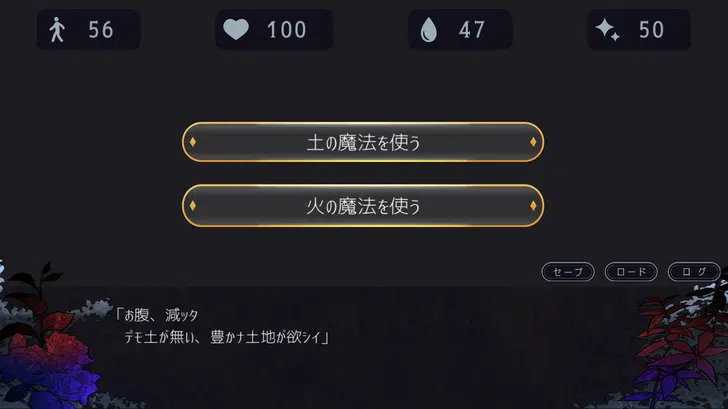 56
100
47
50
土の魔法を使う
火の魔法を使う
セーブ
ロード
ログ
「お腹、減ッタ
デモ土が無い、豊かナ土地が欲シイ」